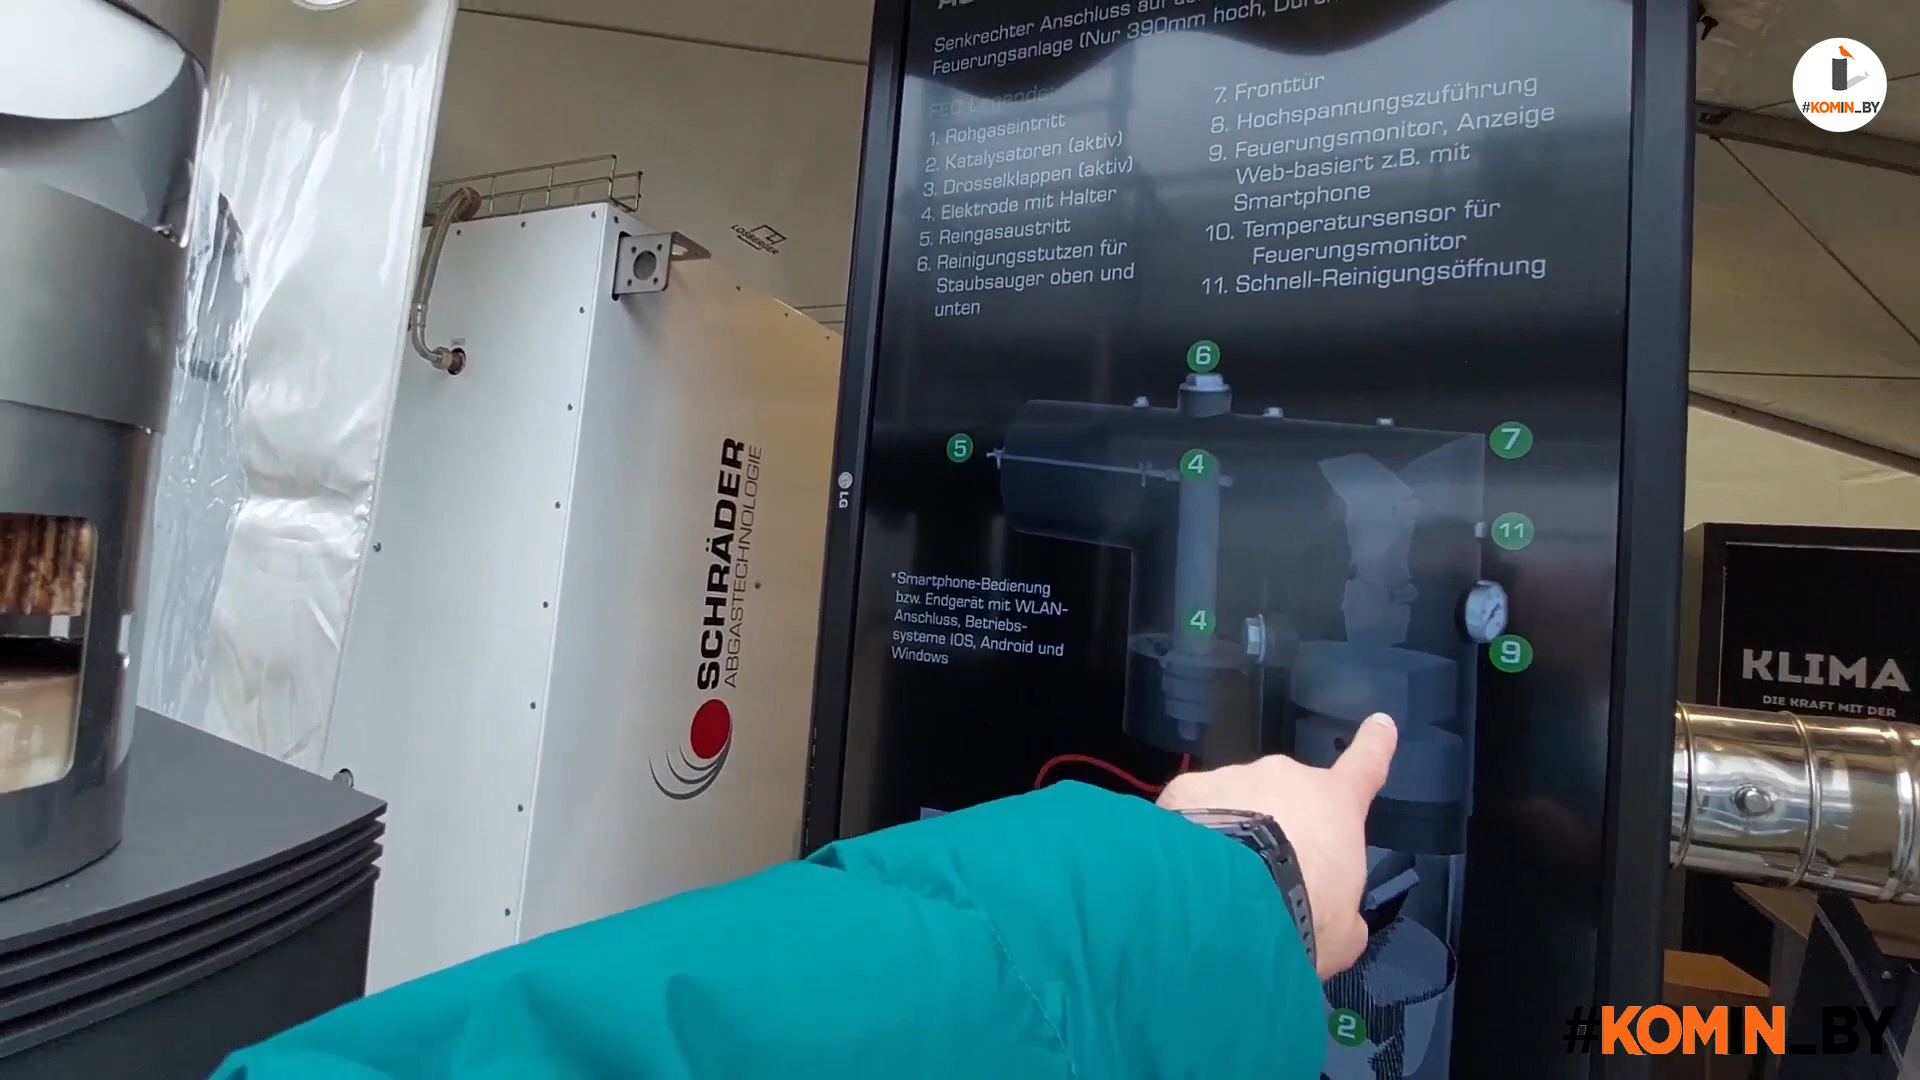 Senkrechter Anschluss auf
Feuerungsanlage (Nur 390mm hoch,
FEC Legende:
1. Rohgaseintritt
2. Katalysatoren (aktiv)
3. Drosselklappen (aktiv)
4. Elektrode mit Halter
5. Reingasaustritt
6. Reinigungsstutzen für
Staubsauger oben und
unten
7. Fronttür
8. Hochspannungszuführung
9. Feuerungsmonitor, Anzeige
Web-basiert z.B. mit
Smartphone
10. Temperatursensor für
Feuerungsmonitor
11. Schnell-Reinigungsöffnung
6
5
4
7
11
4
9
2
*Smartphone-Bedienung
bzw. Endgerät mit WLAN-
Anschluss, Betriebs-
systeme IOS, Android und
Windows
LG
LOSBERGER
SCHRÄDER
ABGASTECHNOLOGIE
KLIMA
DIE KRAFT MIT DER
#KOMIN_BY
#KOMIN_BY